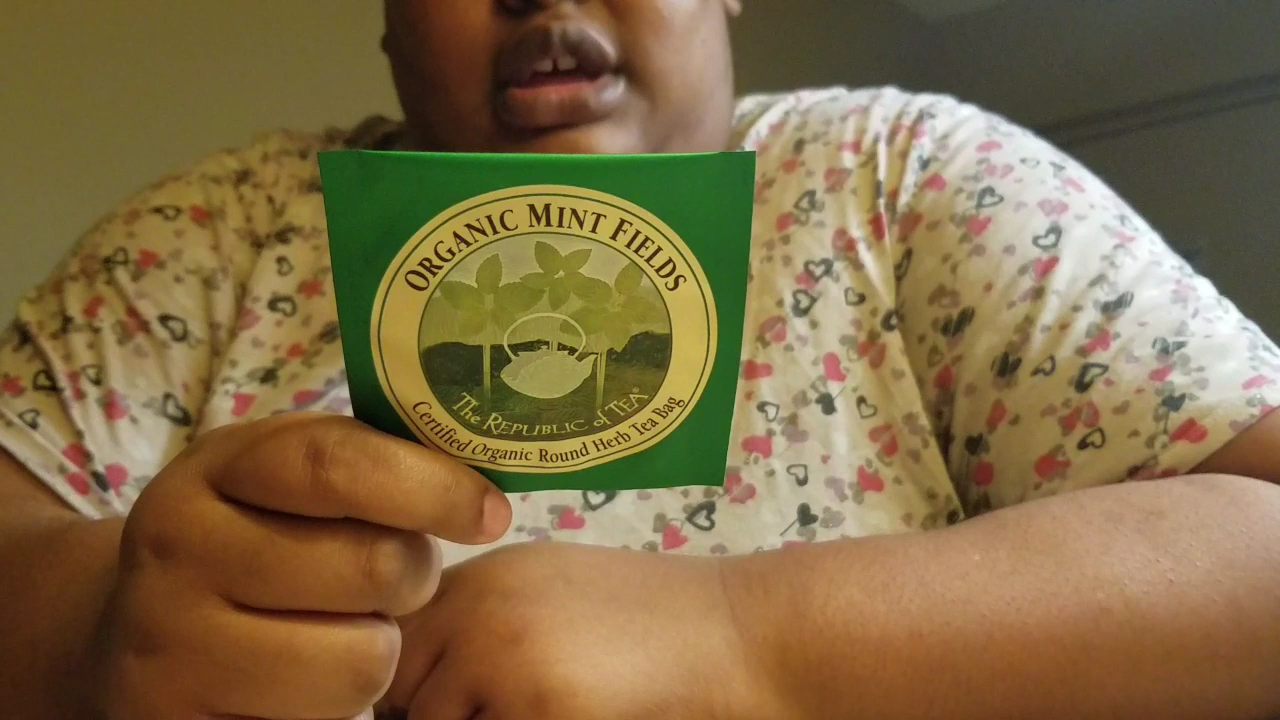 ORGANIC MINT FIELDS
The REPUBLIC of TEA
Certified Organic Round Herb Tea Bag